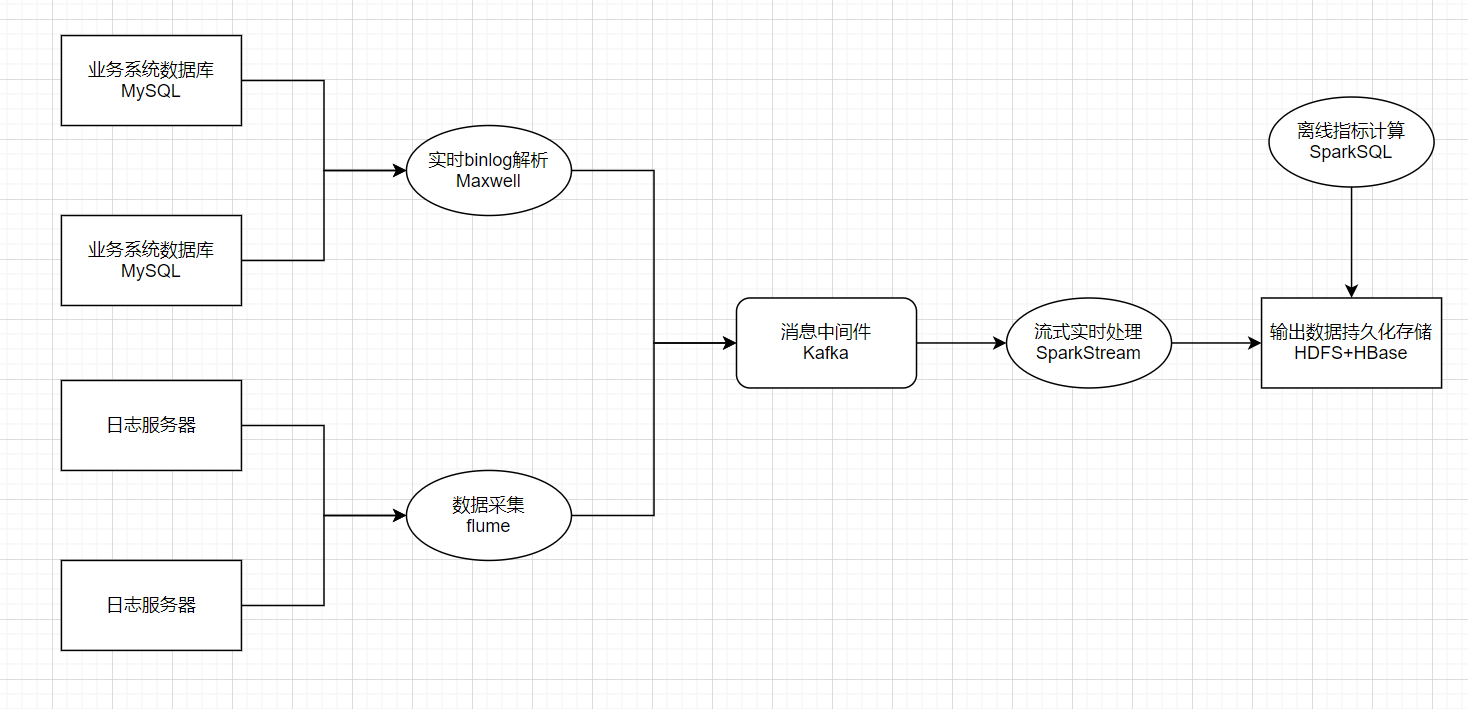 业务系统数据库
MySQL
业务系统数据库
MySQL
日志服务器
日志服务器
实时binlog解析
Maxwell
数据采集
flume
消息中间件
Kafka
流式实时处理
SparkStream
离线指标计算
SparkSQL
输出数据持久化存储
HDFS+HBase